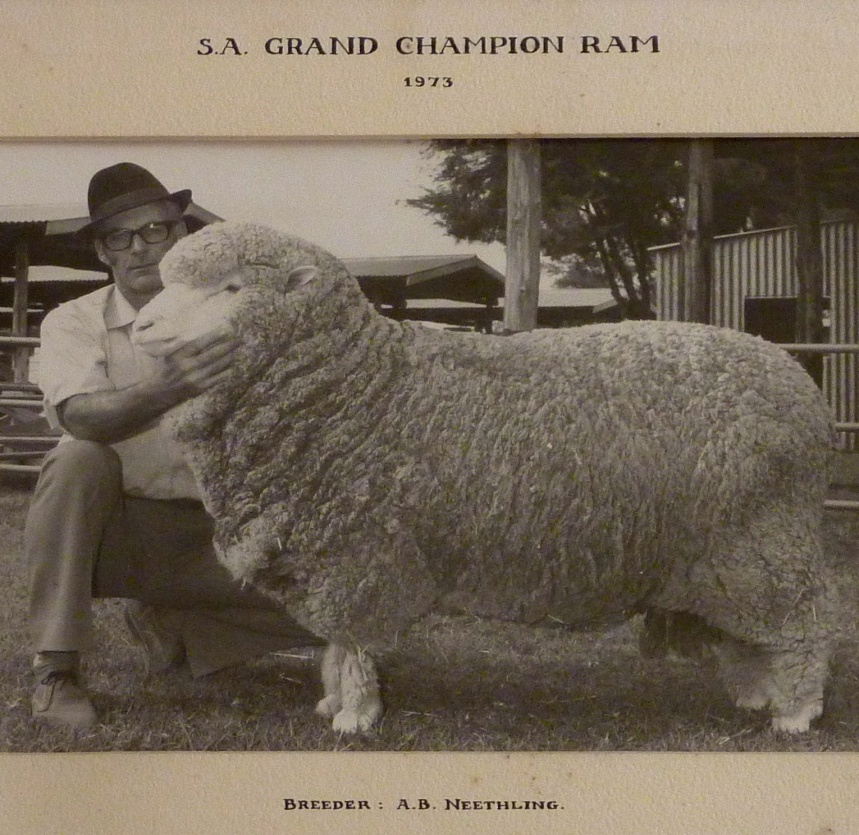 S.A. GRAND CHAMPION RAM
1973
BREEDER : A.B. NEETHLING.